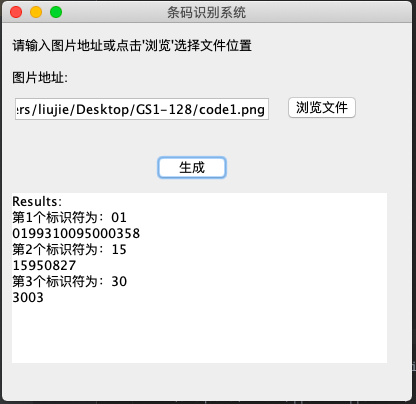 条码识别系统
请输入图片地址或点击'浏览'选择文件位置
图片地址:
ers/liujie/Desktop/GS1-128/code1.png 浏览文件
生成
Results:
第1个标识符为：01
0199310095000358
第2个标识符为：15
15950827
第3个标识符为：30
3003